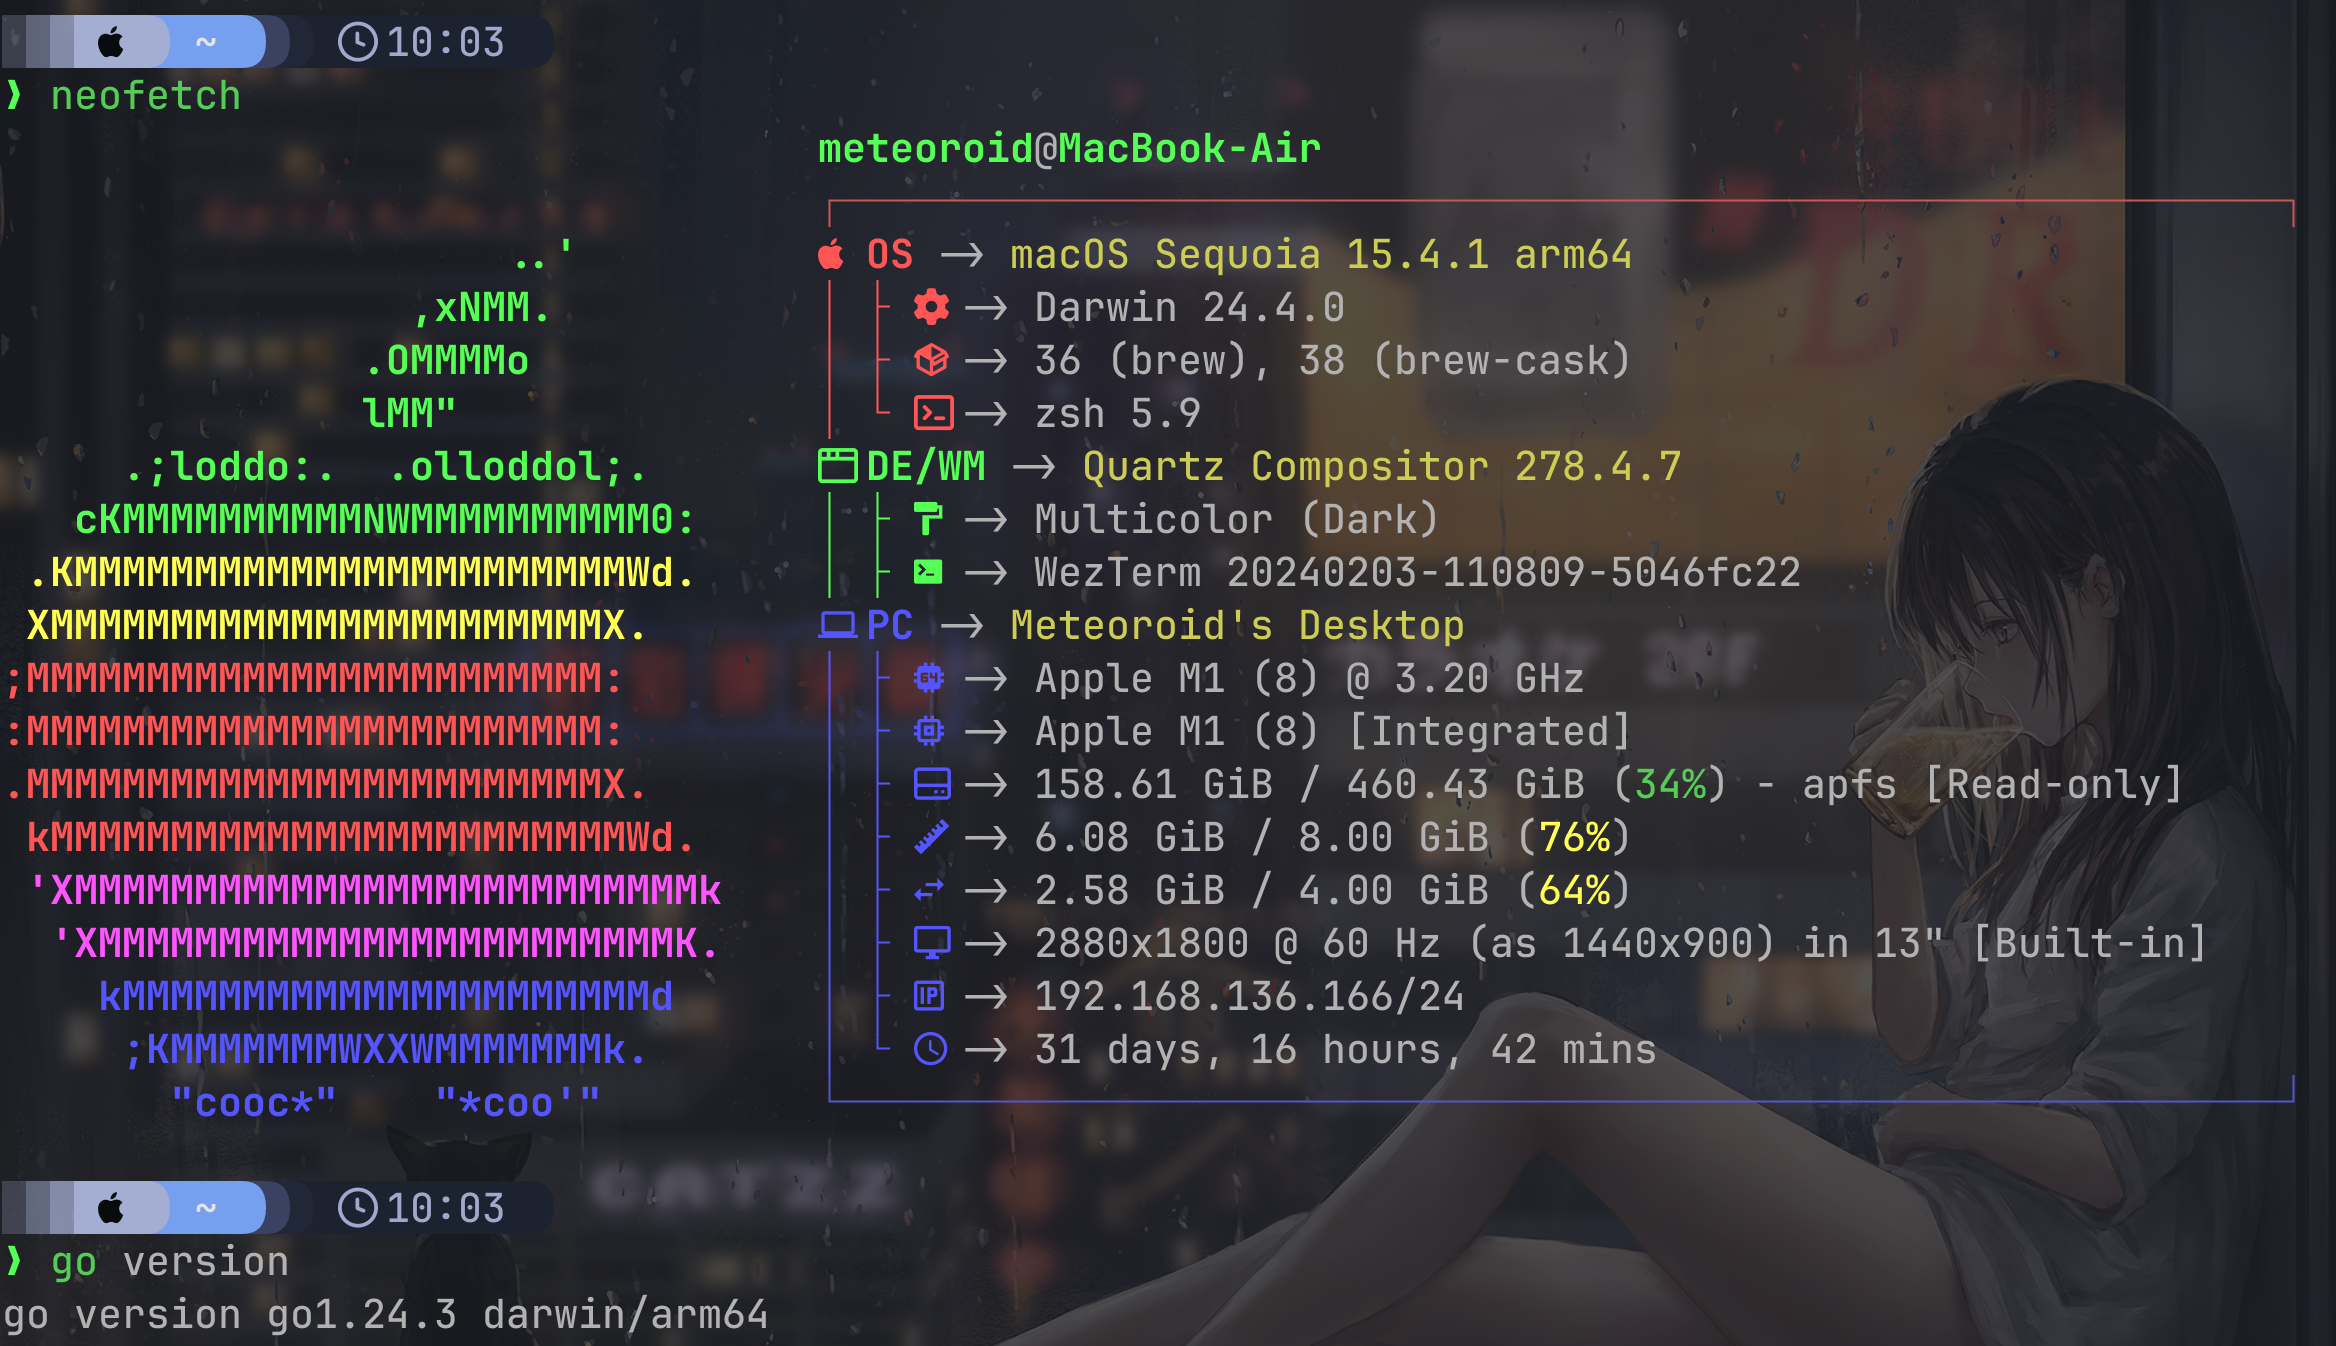 ~ 10:03
❯ neofetch
meteoroid@MacBook-Air
..'
,xNMM.
.OMMMMo
lMM"
.;loddo:.  .olloddol;.
cKMMMMMMMMMMNWMMMMMMMMMM0:
.KMMMMMMMMMMMMMMMMMMMMMMMWd.
XMMMMMMMMMMMMMMMMMMMMMMMX.
;MMMMMMMMMMMMMMMMMMMMMMMM:
:MMMMMMMMMMMMMMMMMMMMMMMM:
.MMMMMMMMMMMMMMMMMMMMMMMMX.
kMMMMMMMMMMMMMMMMMMMMMMMMWd.
'XMMMMMMMMMMMMMMMMMMMMMMMMMMk
'XMMMMMMMMMMMMMMMMMMMMMMMMK.
kMMMMMMMMMMMMMMMMMMMMMMd
;KMMMMMMMWXXWMMMMMMMk.
"cooc*"    "*coo'"
OS → macOS Sequoia 15.4.1 arm64
→ Darwin 24.4.0
→ 36 (brew), 38 (brew-cask)
→ zsh 5.9
DE/WM → Quartz Compositor 278.4.7
→ Multicolor (Dark)
→ WezTerm 20240203-110809-5046fc22
PC → Meteoroid's Desktop
64 → Apple M1 (8) @ 3.20 GHz
→ Apple M1 (8) [Integrated]
→ 158.61 GiB / 460.43 GiB (34%) - apfs [Read-only]
→ 6.08 GiB / 8.00 GiB (76%)
→ 2.58 GiB / 4.00 GiB (64%)
→ 2880x1800 @ 60 Hz (as 1440x900) in 13" [Built-in]
IP → 192.168.136.166/24
→ 31 days, 16 hours, 42 mins
CATZZ
~ 10:03
❯ go version
go version go1.24.3 darwin/arm64